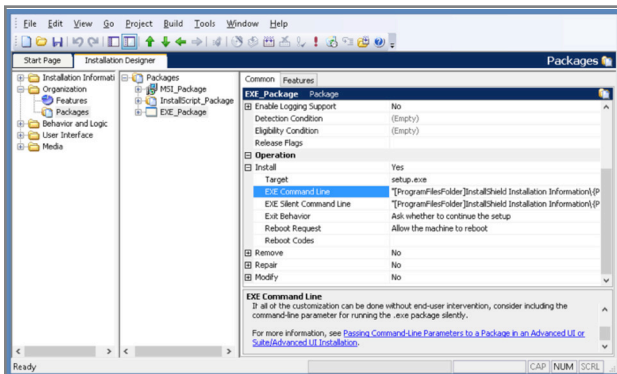 File Edit View Go Project Build Tools Window Help
Start Page Installation Designer Packages
Installation Informati
Organization
Features
Packages
Behavior and Logic
User Interface
Media
Packages
MSI_Package
InstallScript_Package
EXE_Package
Common Features
EXE_Package Package
Enable Logging Support No
Detection Condition (Empty)
Eligibility Condition (Empty)
Release Flags
Operation
Install Yes
Target setup.exe
EXE Command Line "[ProgramFilesFolder]InstallShield Installation Information\{P
EXE Silent Command Line "[ProgramFilesFolder]InstallShield Installation Information\{P
Exit Behavior Ask whether to continue the setup
Reboot Request Allow the machine to reboot
Reboot Codes
Remove No
Repair No
Modify No
EXE Command Line
If all of the customization can be done without end-user intervention, consider including the
command-line parameter for running the .exe package silently.
For more information, see Passing Command-Line Parameters to a Package in an Advanced UI or
Suite/Advanced UI Installation.
Ready CAP NUM SCRL